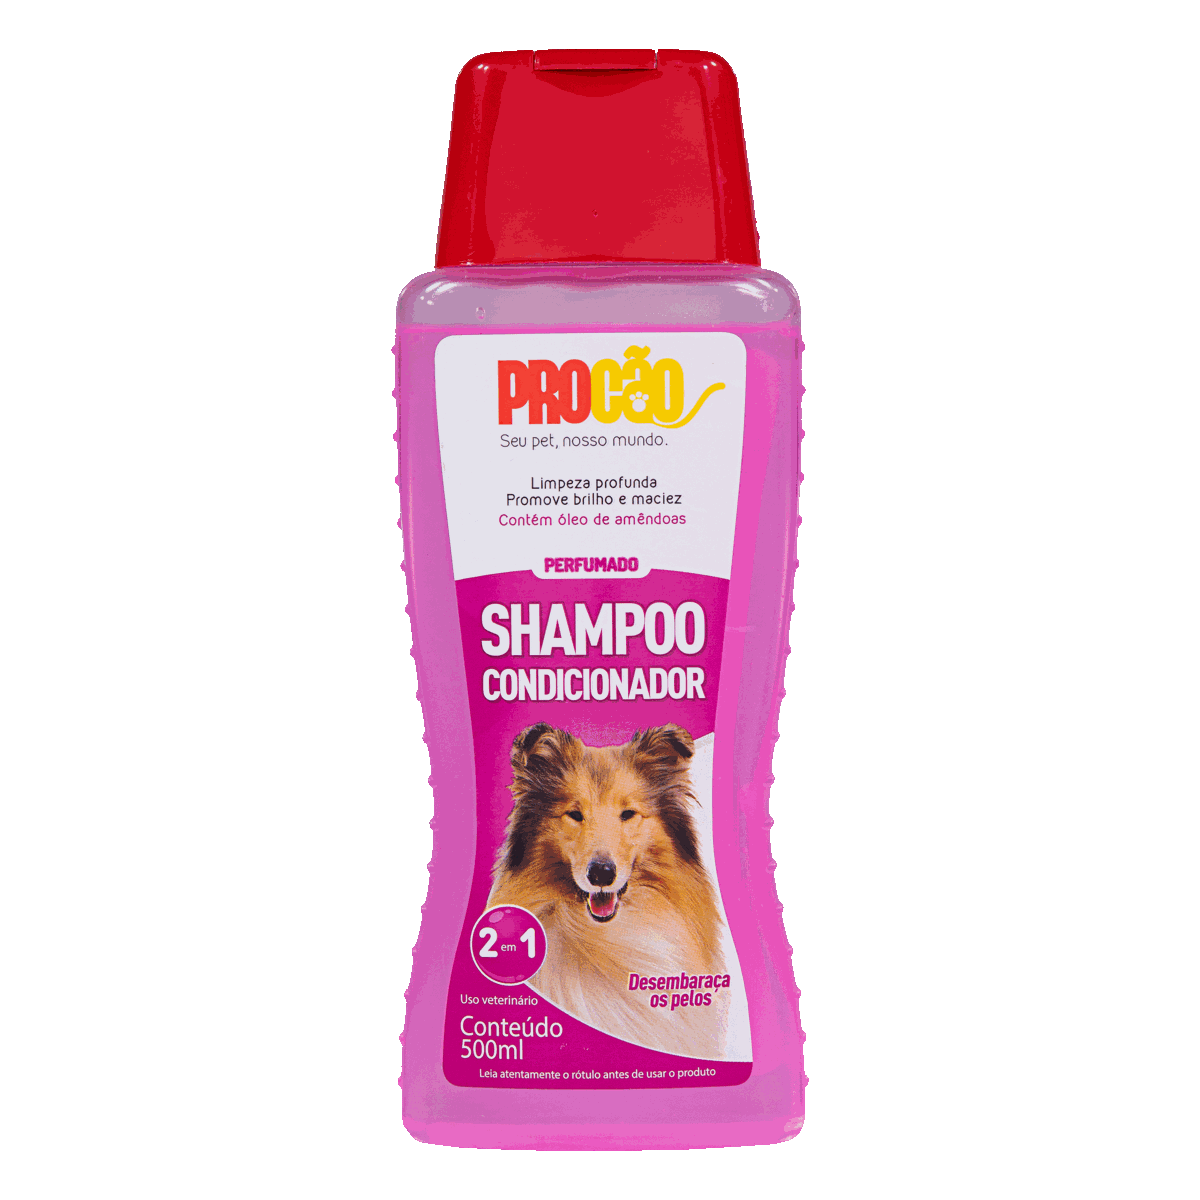 PROCÃO
Seu pet, nosso mundo.
Limpeza profunda
Promove brilho e maciez
Contém óleo de amêndoas
PERFUMADO
SHAMPOO
CONDICIONADOR
2 em 1
Desembaraça
os pelos
Uso veterinário
Conteúdo
500ml
Leia atentamente o rótulo antes de usar o produto